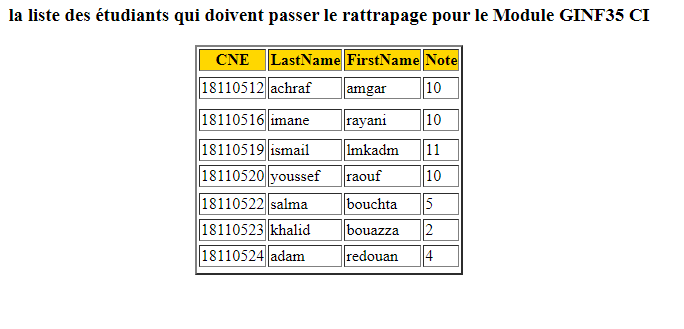 la liste des étudiants qui doivent passer le rattrapage pour le Module GINF35 CI
CNE LastName FirstName Note
18110512 achraf amgar 10
18110516 imane rayani 10
18110519 ismail lmkadm 11
18110520 youssef raouf 10
18110522 salma bouchta 5
18110523 khalid bouazza 2
18110524 adam redouan 4